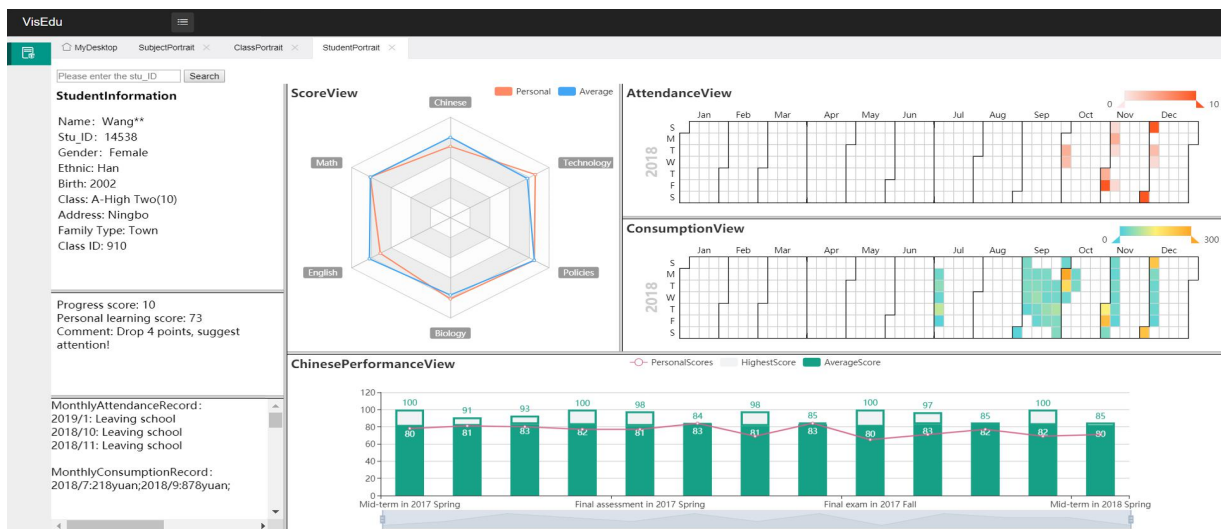 VisEdu
MyDesktop SubjectPortrait ClassPortrait StudentPortrait
Please enter the stu_ID Search
StudentInformation
Name: Wang**
Stu_ID: 14538
Gender: Female
Ethnic: Han
Birth: 2002
Class: A-High Two(10)
Address: Ningbo
Family Type: Town
Class ID: 910
Progress score: 10
Personal learning score: 73
Comment: Drop 4 points, suggest
attention!
MonthlyAttendanceRecord:
2019/1: Leaving school
2018/10: Leaving school
2018/11: Leaving school
MonthlyConsumptionRecord:
2018/7:218yuan;2018/9:878yuan;
ScoreView
Personal Average
Chinese
Math Technology
English Policies
Biology
AttendanceView
0 10
Jan Feb Mar Apr May Jun Jul Aug Sep Oct Nov Dec
2018
S
M
T
W
T
F
S
ConsumptionView
0 300
Jan Feb Mar Apr May Jun Jul Aug Sep Oct Nov Dec
2018
S
M
T
W
T
F
S
ChinesePerformanceView
PersonalScores HighestScore AverageScore
120
100
80
60
40
20
0
100 91 93 100 98 84 98 85 100 97 85 100 85
80 81 83 82 81 83 81 83 80 83 82 82 80
Mid-term in 2017 Spring Final assessment in 2017 Spring Final exam in 2017 Fall Mid-term in 2018 Spring